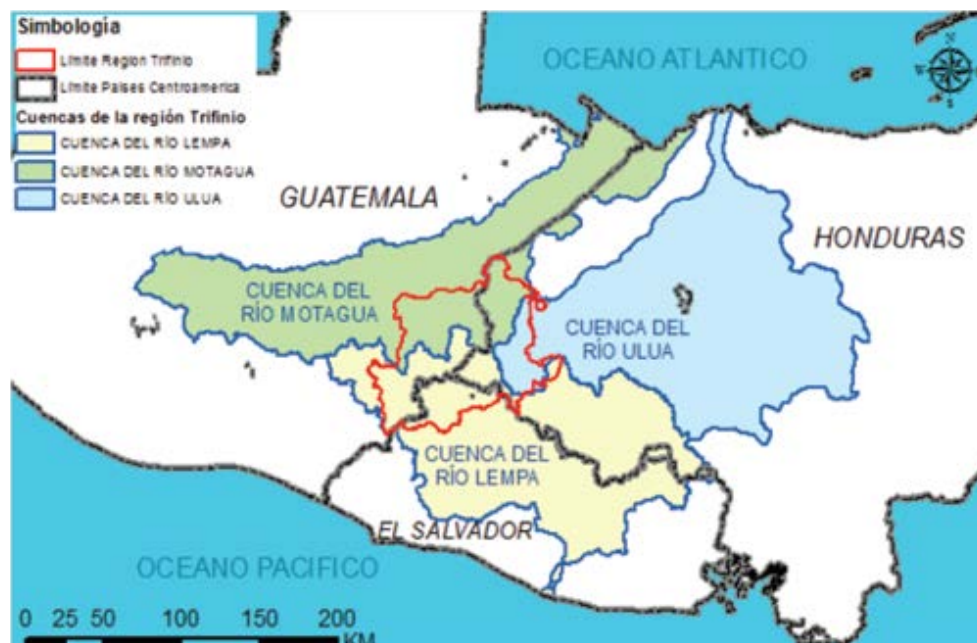 Simbología
Límite Region Trifinio
Límite Países Centroamerica
Cuencas de la región Trifinio
CUENCA DEL RÍO LEMPA
CUENCA DEL RÍO MOTAGUA
CUENCA DEL RÍO ULUA
OCEANO ATLANTICO
N
W
GUATEMALA
HONDURAS
CUENCA DEL
RÍO MOTAGUA
CUENCA DEL
RÍO ULUA
CUENCA DEL
RÍO LEMPA
EL SALVADOR
OCEANO PACIFICO
0 25 50 100 150 200
KM